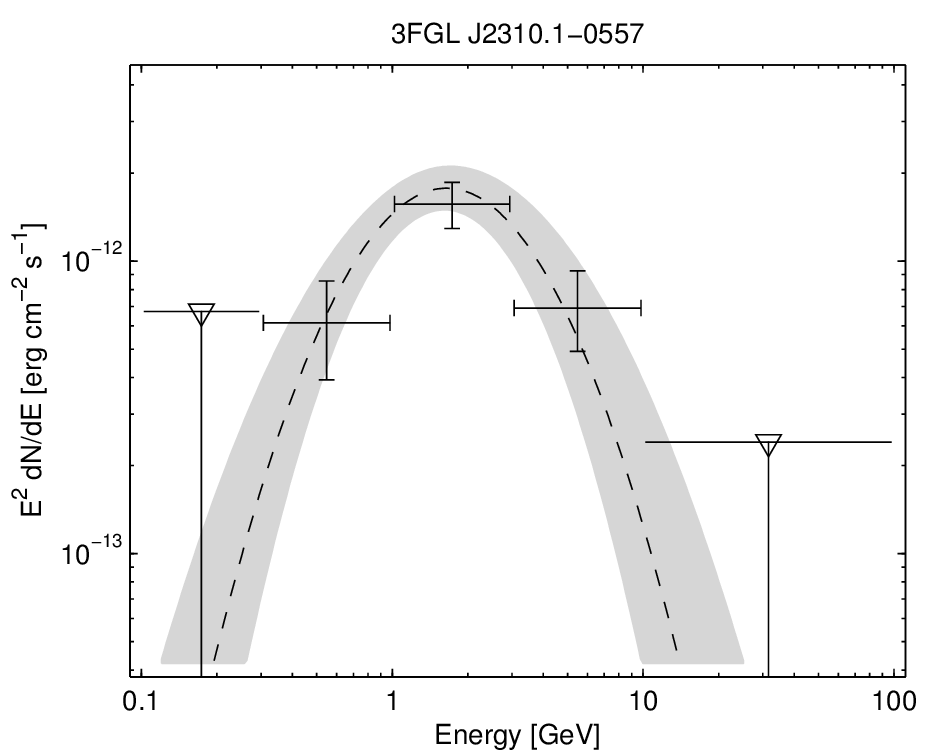 3FGL J2310.1−0557
E² dN/dE [erg cm⁻² s⁻¹]
10⁻¹²
10⁻¹³
0.1 1 10 100
Energy [GeV]